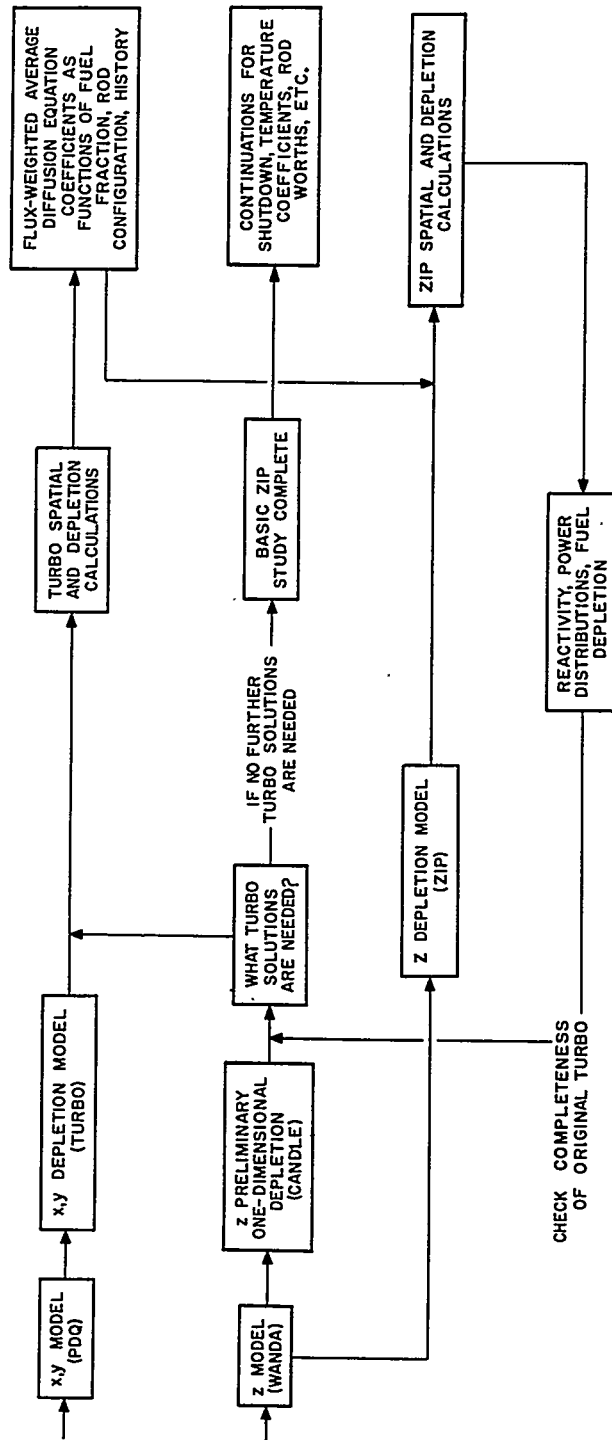 x,y MODEL
(PDQ)
x,y DEPLETION MODEL
(TURBO)
TURBO SPATIAL
AND DEPLETION
CALCULATIONS
FLUX-WEIGHTED AVERAGE
DIFFUSION EQUATION
COEFFICIENTS AS
FUNCTIONS OF FUEL
FRACTION, ROD
CONFIGURATION, HISTORY
z MODEL
(WANDA)
z PRELIMINARY
ONE-DIMENSIONAL
DEPLETION
(CANDLE)
WHAT TURBO
SOLUTIONS
ARE NEEDED?
IF NO FURTHER
TURBO SOLUTIONS
ARE NEEDED
BASIC ZIP
STUDY COMPLETE
CONTINUATIONS FOR
SHUTDOWN, TEMPERATURE
COEFFICIENTS, ROD
WORTHS, ETC.
z DEPLETION MODEL
(ZIP)
ZIP SPATIAL AND DEPLETION
CALCULATIONS
CHECK COMPLETENESS
OF ORIGINAL TURBO
REACTIVITY, POWER
DISTRIBUTIONS, FUEL
DEPLETION